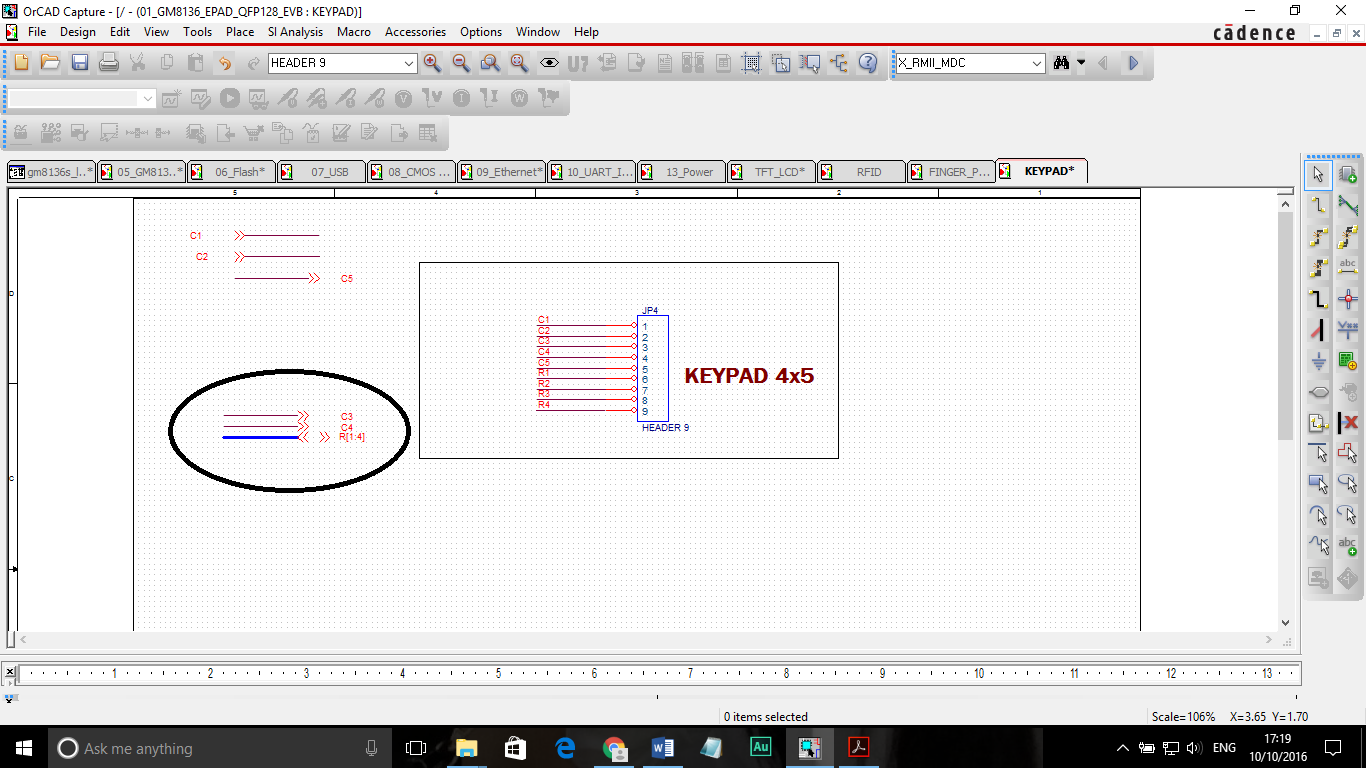 OrCAD Capture - [/ - (01_GM8136_EPAD_QFP128_EVB : KEYPAD)]
File Design Edit View Tools Place SI Analysis Macro Accessories Options Window Help
cādence
HEADER 9
X_RMII_MDC
gm8136s_l..* 05_GM813..* 06_Flash* 07_USB 08_CMOS ... 09_Ethernet* 10_UART_I... 13_Power TFT_LCD* RFID FINGER_P... KEYPAD*
5 4 3 2 1
C1
C2
C5
D
JP4
C1 1
C2 2
C3 3
C4 4
C5 5
R1 6
R2 7
R3 8
R4 9
KEYPAD 4x5
HEADER 9
C3
C4
R[1:4]
C
1 2 3 4 5 6 7 8 9 10 11 12 13
0 items selected
Scale=106% X=3.65 Y=1.70
Ask me anything
Au
ENG
17:19
10/10/2016